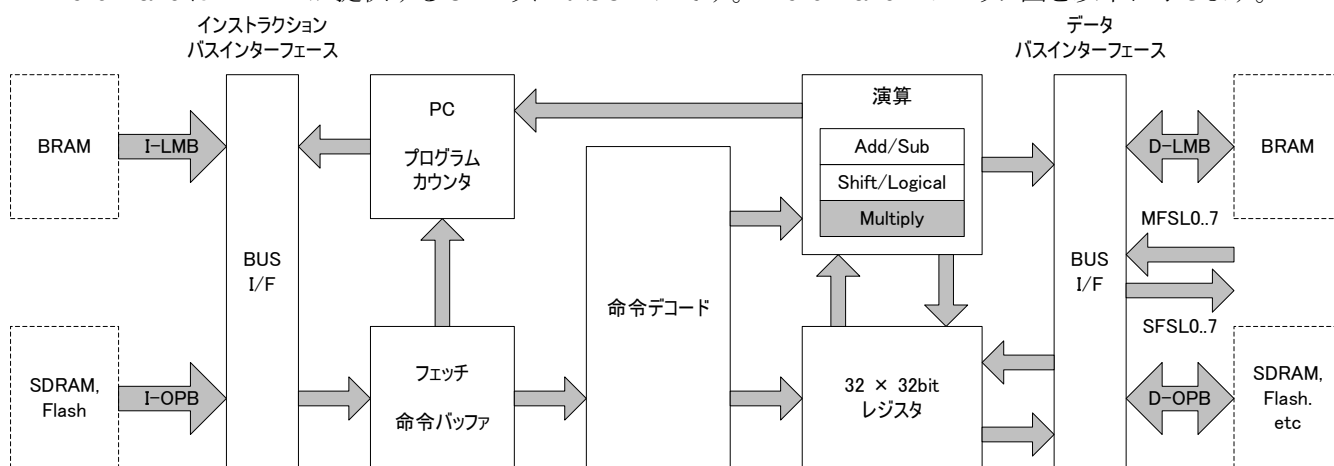 インストラクション
バスインターフェース
データ
バスインターフェース
BRAM
I-LMB
BUS
I/F
PC
プログラム
カウンタ
演算
Add/Sub
Shift/Logical
Multiply
命令デコード
BUS
I/F
D-LMB
BRAM
MFSL0..7
SFSL0..7
SDRAM,
Flash
I-OPB
フェッチ
命令バッファ
32 × 32bit
レジスタ
D-OPB
SDRAM,
Flash.
etc